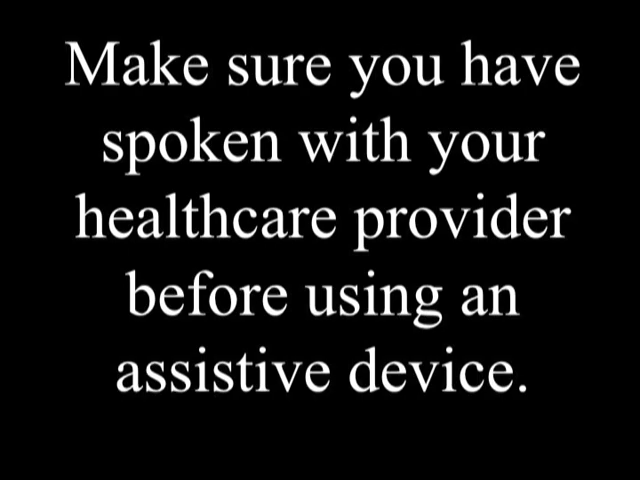 Make sure you have
spoken with your
healthcare provider
before using an
assistive device.